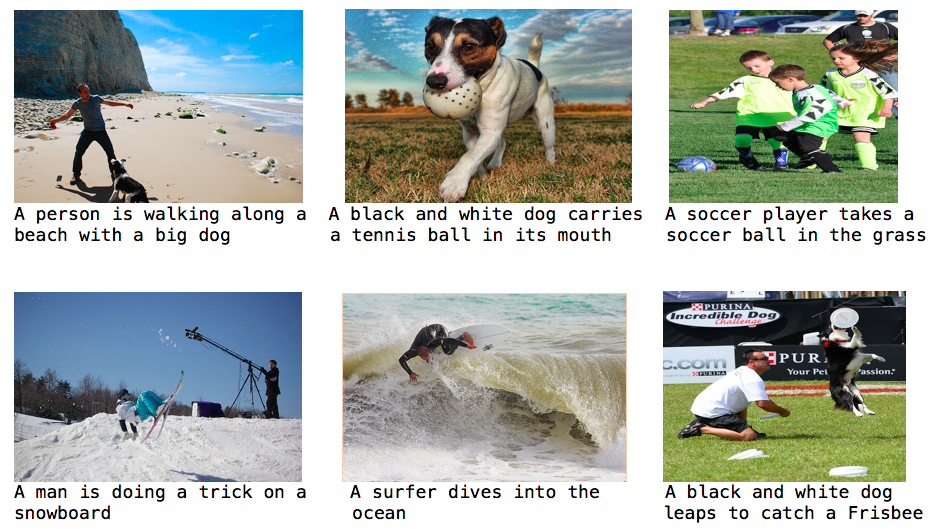 A person is walking along a
beach with a big dog
A black and white dog carries
a tennis ball in its mouth
A soccer player takes a
soccer ball in the grass
PURINA
Incredible Dog
Challenge
c.com
PURINA
PUR
Your Pet
Passion.®
A man is doing a trick on a
snowboard
A surfer dives into the
ocean
A black and white dog
leaps to catch a Frisbee